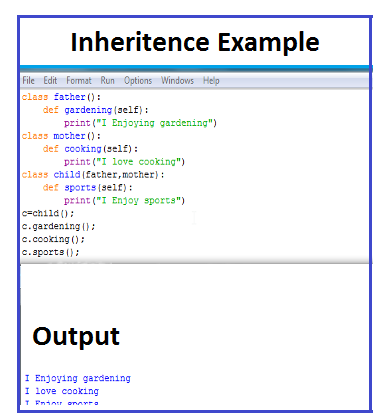 Inheritence Example
File Edit Format Run Options Windows Help
class father():
    def gardening(self):
        print("I Enjoying gardening")
class mother():
    def cooking(self):
        print("I love cooking")
class child(father,mother):
    def sports(self):
        print("I Enjoy sports")
c=child();
c.gardening();
c.cooking();
c.sports();
Output
I Enjoying gardening
I love cooking
I Enjoy sports